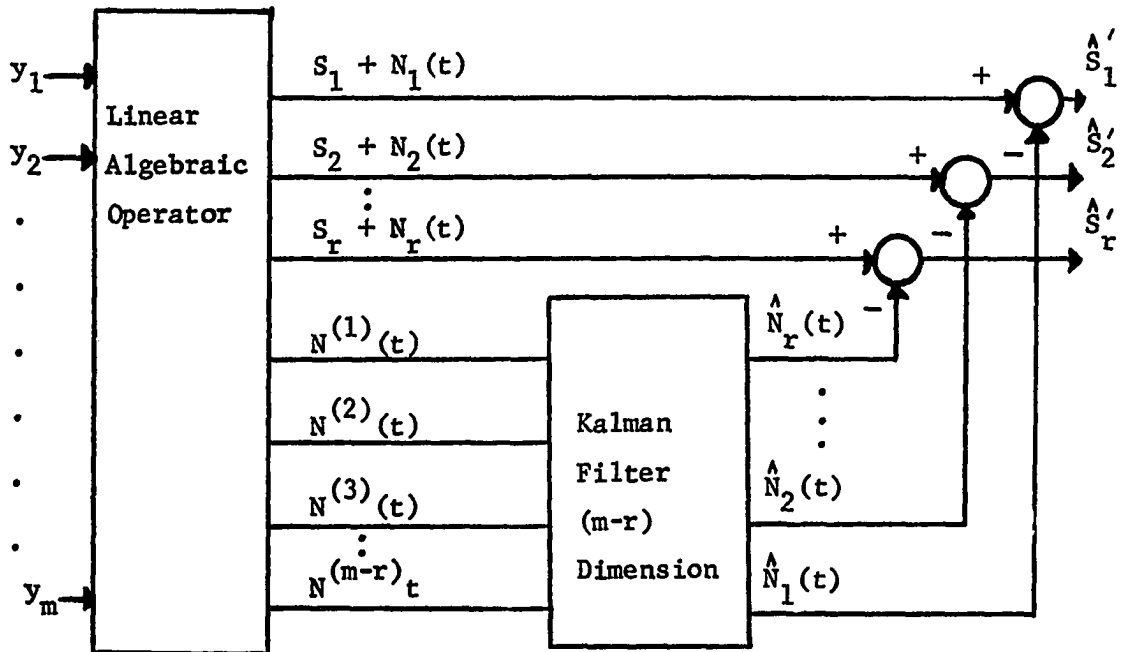 y₁
y₂
yₘ
Linear
Algebraic
Operator
S₁ + N₁(t)
S₂ + N₂(t)
Sᵣ + Nᵣ(t)
N⁽¹⁾(t)
N⁽²⁾(t)
N⁽³⁾(t)
N⁽ᵐ⁻ʳ⁾t
Kalman
Filter
(m-r)
Dimension
N̂ᵣ(t)
N̂₂(t)
N̂₁(t)
+
−
Ŝ₁′
+
−
Ŝ₂′
+
−
Ŝᵣ′